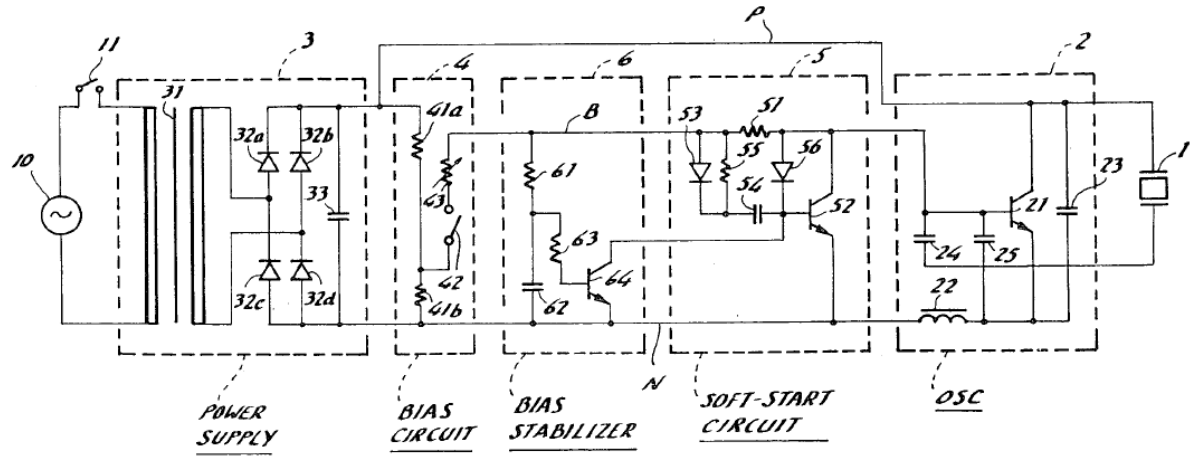 P
11
3
4
6
5
2
31
41a
B
53
51
1
32a
32b
55
56
23
10
33
43
61
54
52
21
63
24
25
42
64
22
32c
32d
41b
62
N
POWER
SUPPLY
BIAS
CIRCUIT
BIAS
STABILIZER
SOFT-START
CIRCUIT
OSC